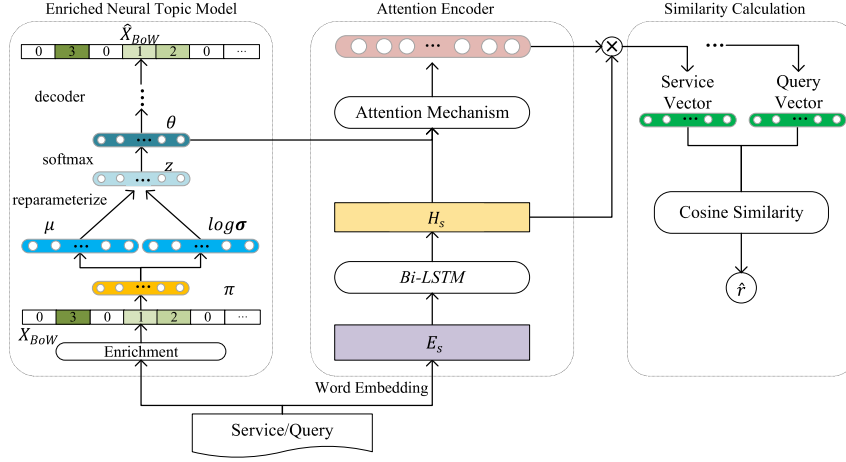 Enriched Neural Topic Model
X̂_BoW
0 3 0 1 2 0 ...
decoder
θ
softmax
z
reparameterize
μ
logσ
π
0 3 0 1 2 0 ...
X_BoW
Enrichment
Attention Encoder
Attention Mechanism
H_s
Bi-LSTM
E_s
Word Embedding
Service/Query
Similarity Calculation
Service
Vector
Query
Vector
Cosine Similarity
r̂